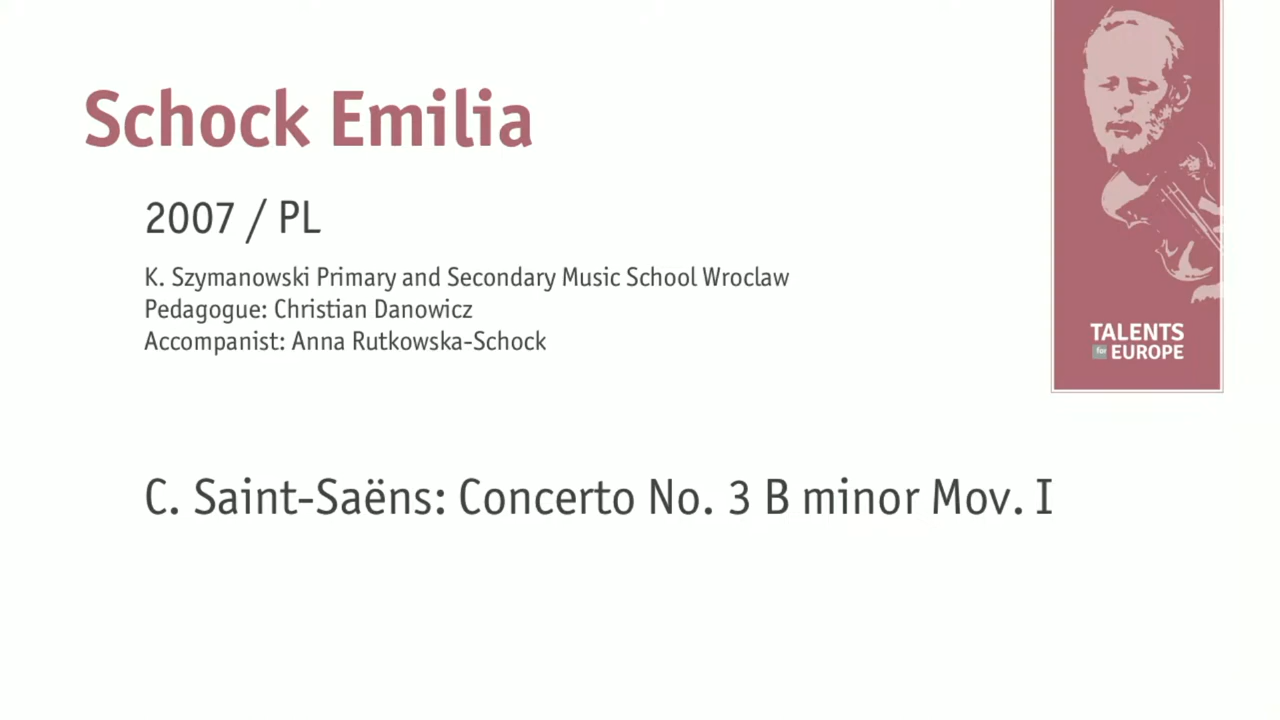 Schock Emilia
2007 / PL
K. Szymanowski Primary and Secondary Music School Wroclaw
Pedagogue: Christian Danowicz
Accompanist: Anna Rutkowska-Schock
C. Saint-Saëns: Concerto No. 3 B minor Mov. I
TALENTS
for EUROPE